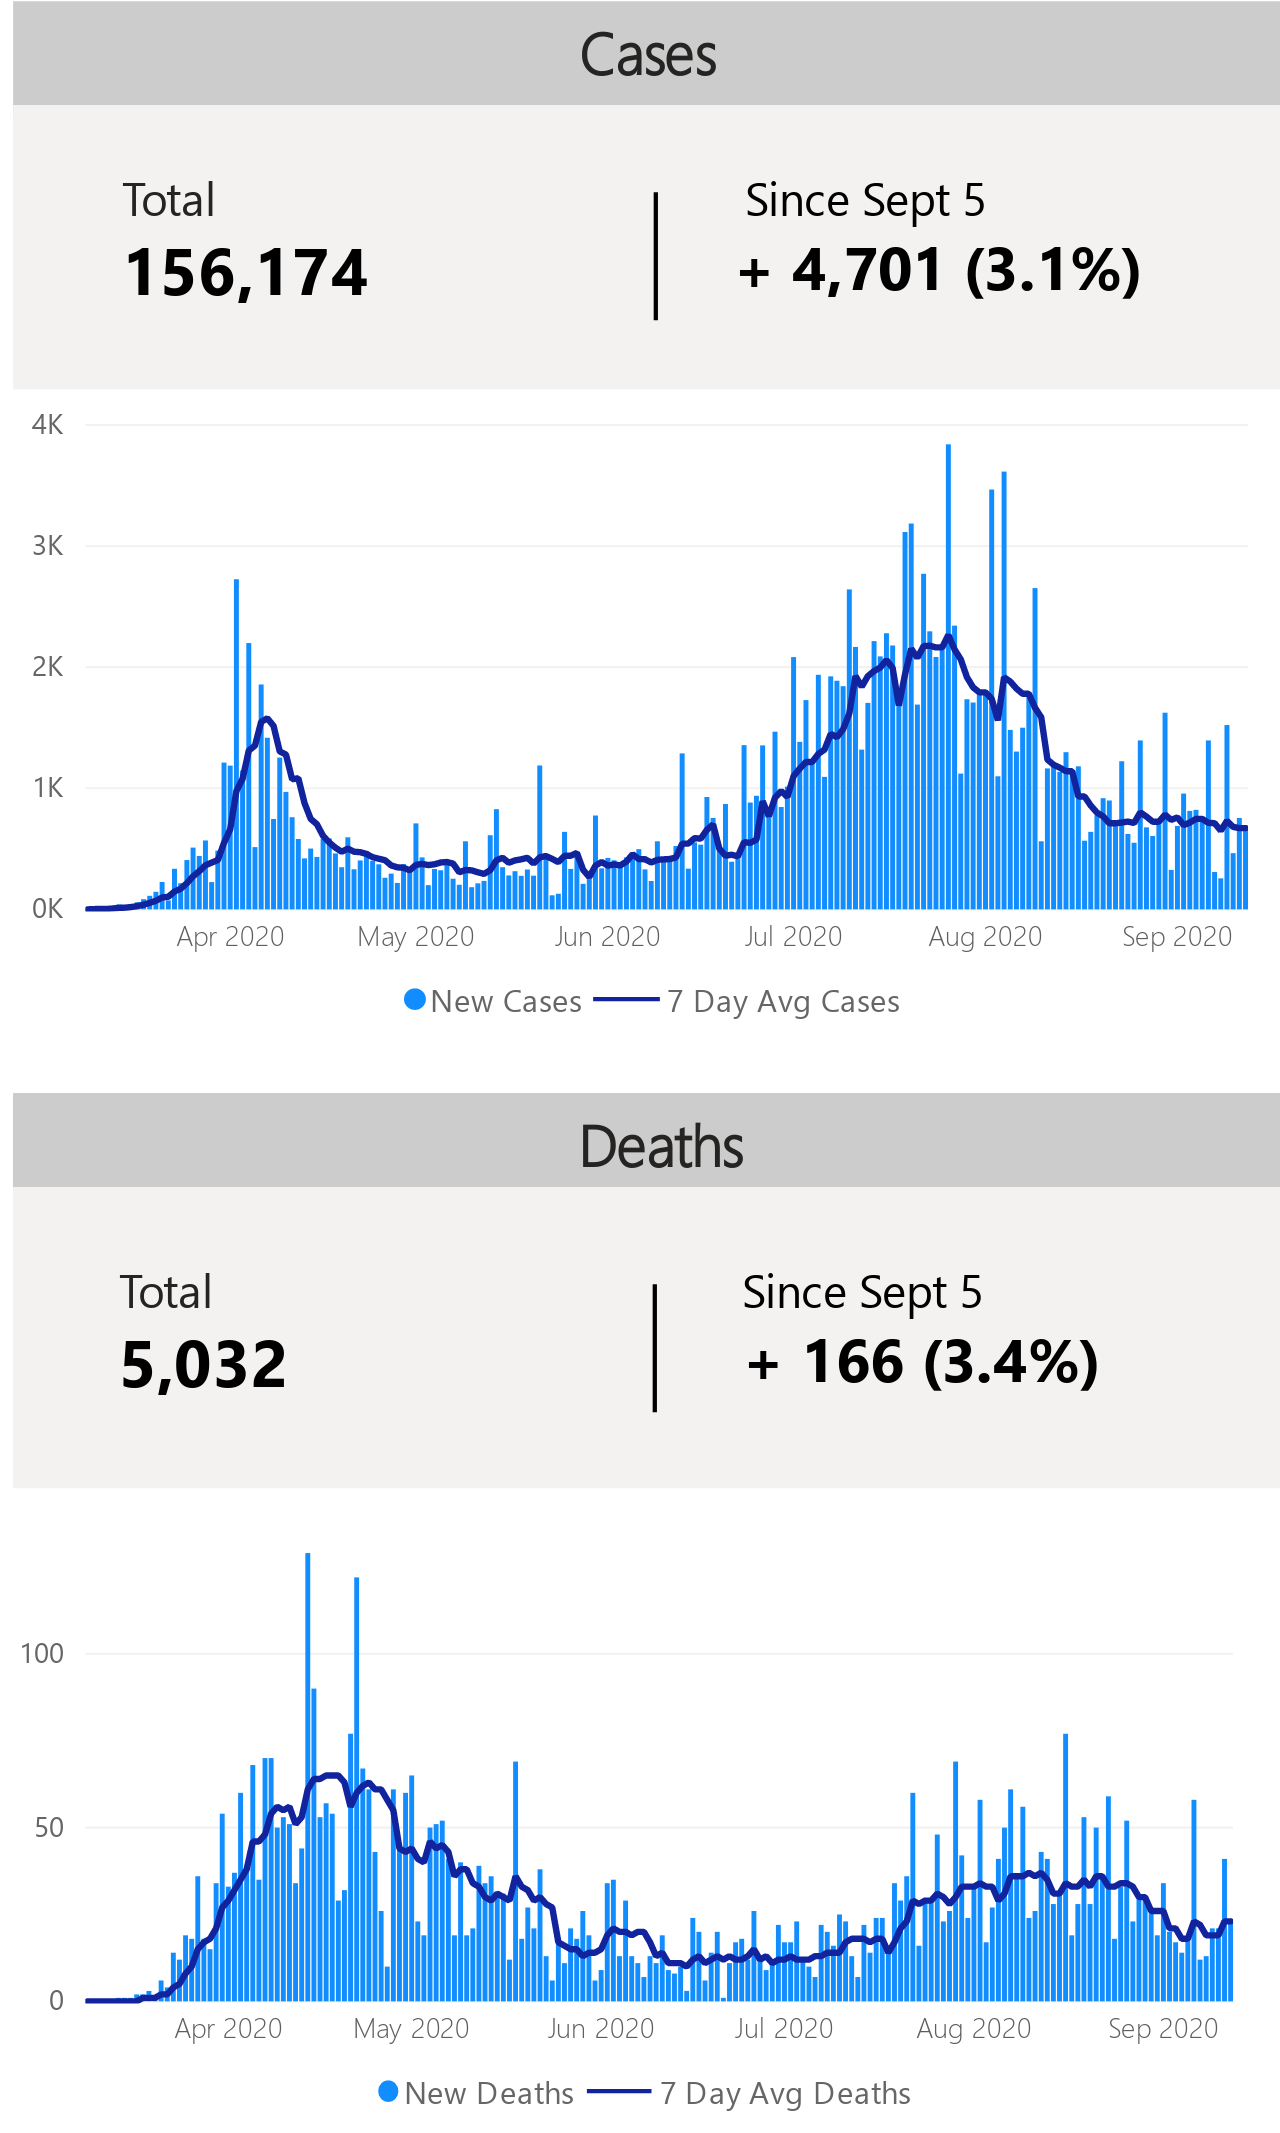 Cases
Total
Since Sept 5
156,174
+ 4,701 (3.1%)
4K
3K
2K
1K
0K
Apr 2020
May 2020
Jun 2020
Jul 2020
Aug 2020
Sep 2020
New Cases
7 Day Avg Cases
Deaths
Total
Since Sept 5
5,032
+ 166 (3.4%)
100
50
0
Apr 2020
May 2020
Jun 2020
Jul 2020
Aug 2020
Sep 2020
New Deaths
7 Day Avg Deaths